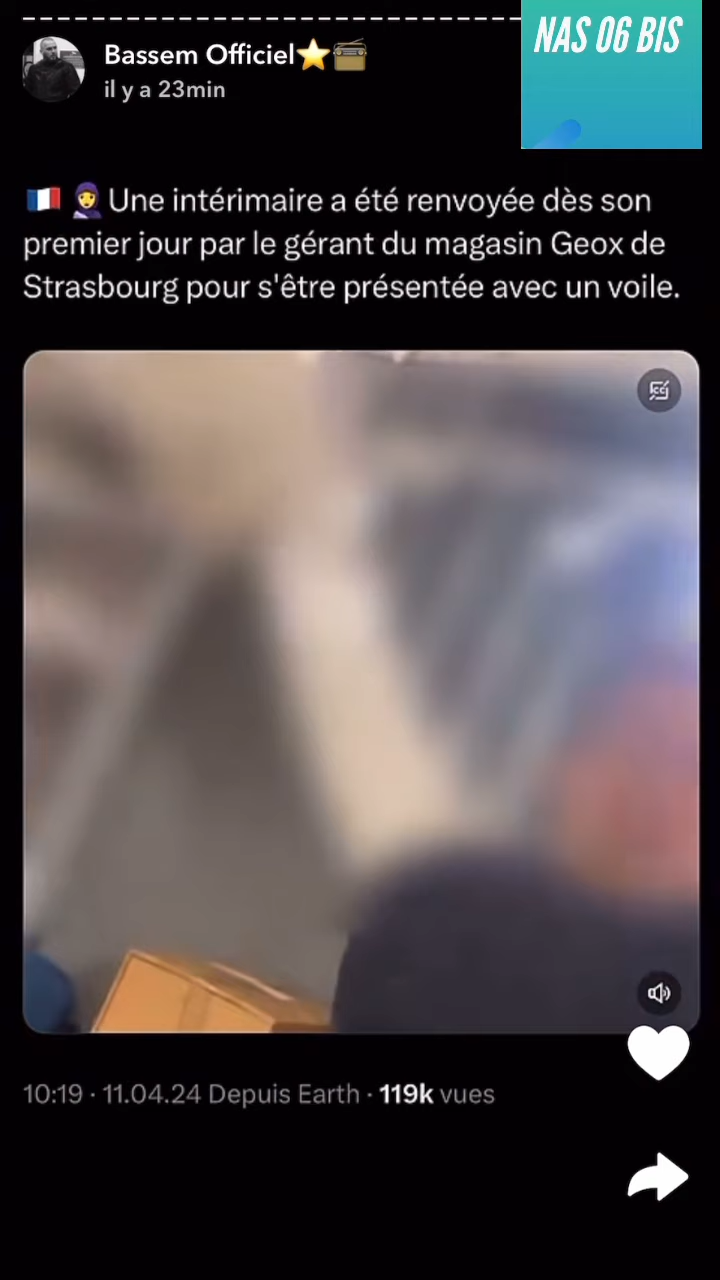 NAS 06 BIS
Bassem Officiel⭐📻
il y a 23min
🇫🇷 🧕Une intérimaire a été renvoyée dès son
premier jour par le gérant du magasin Geox de
Strasbourg pour s'être présentée avec un voile.
10:19 · 11.04.24 Depuis Earth · 119k vues